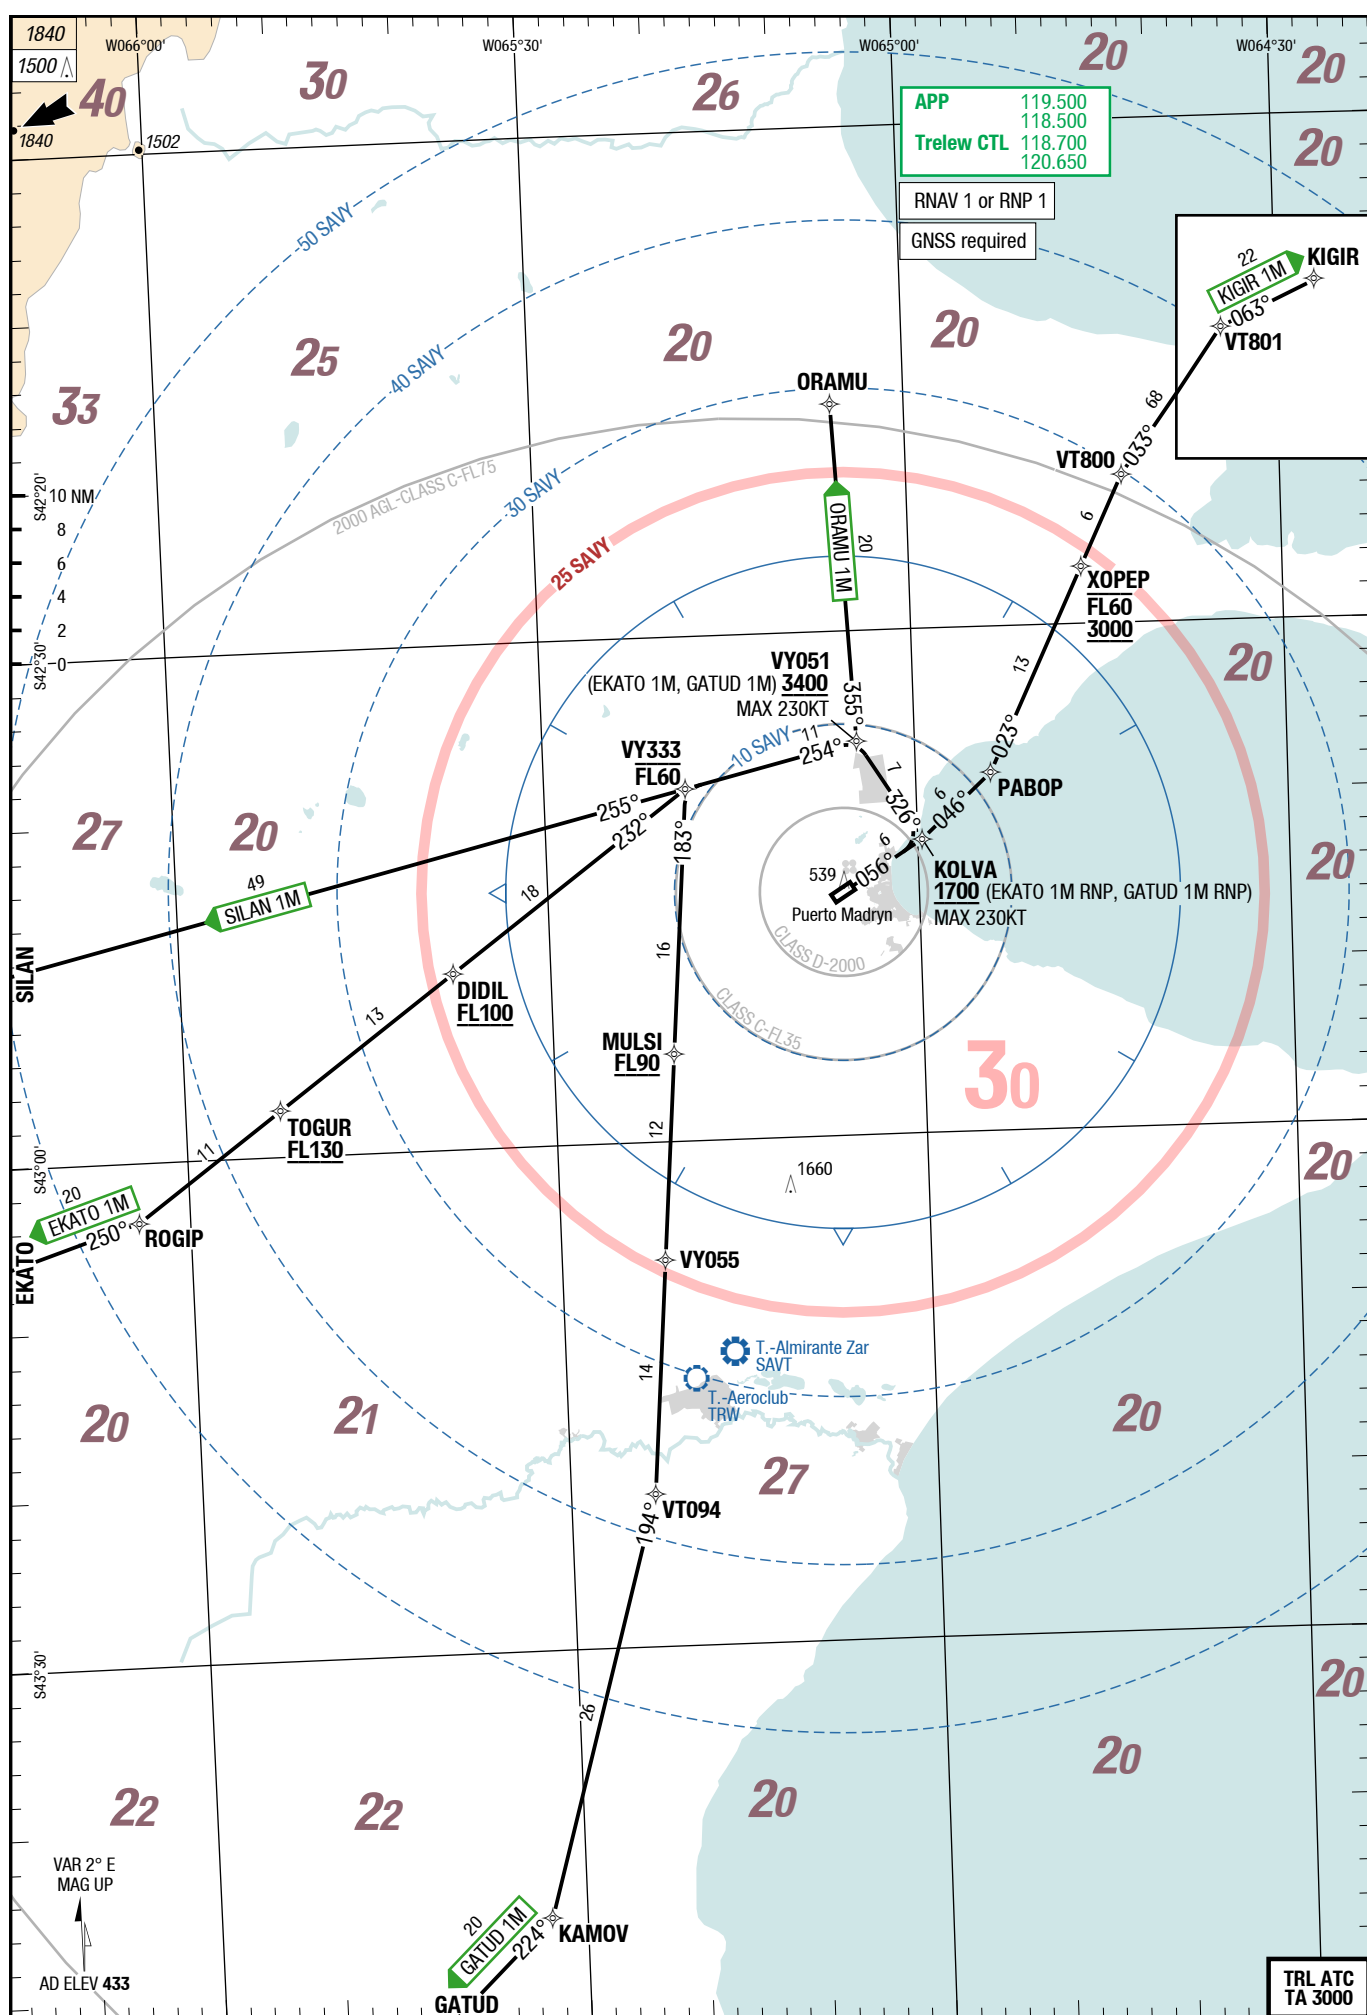 1840
1500
W066°00'
W065°30'
W065°00'
W064°30'
40
30
26
20
20
1840
1502
APP 119.500
118.500
Trelew CTL 118.700
120.650
20
RNAV 1 or RNP 1
GNSS required
50 SAVY
22
KIGIR 1M
KIGIR
063°
VT801
25
20
20
40 SAVY
33
ORAMU
68
033°
VT800
2000 AGL-CLASS C-FL75
30 SAVY
S42°20'
10 NM
8
6
4
2
0
S42°30'
25 SAVY
ORAMU 1M
20
6
XOPEP
FL60
3000
13
20
VY051
(EKATO 1M, GATUD 1M) 3400
MAX 230KT
355°
023°
10 SAVY
11
254°
VY333
FL60
7
326°
6
046°
PABOP
27
20
255°
232°
183°
6
056°
539
Puerto Madryn
KOLVA
1700 (EKATO 1M RNP, GATUD 1M RNP)
MAX 230KT
20
49
SILAN 1M
18
16
CLASS D-2000
SILAN
DIDIL
FL100
13
CLASS C-FL35
MULSI
FL90
30
TOGUR
FL130
12
11
S43°00'
1660
20
20
EKATO 1M
250°
ROGIP
EKATO
VY055
T.-Almirante Zar
SAVT
14
T.-Aeroclub
TRW
20
21
20
27
VT094
194°
S43°30'
20
26
20
22
22
20
VAR 2° E
MAG UP
20
GATUD 1M
224°
KAMOV
AD ELEV 433
GATUD
TRL ATC
TA 3000